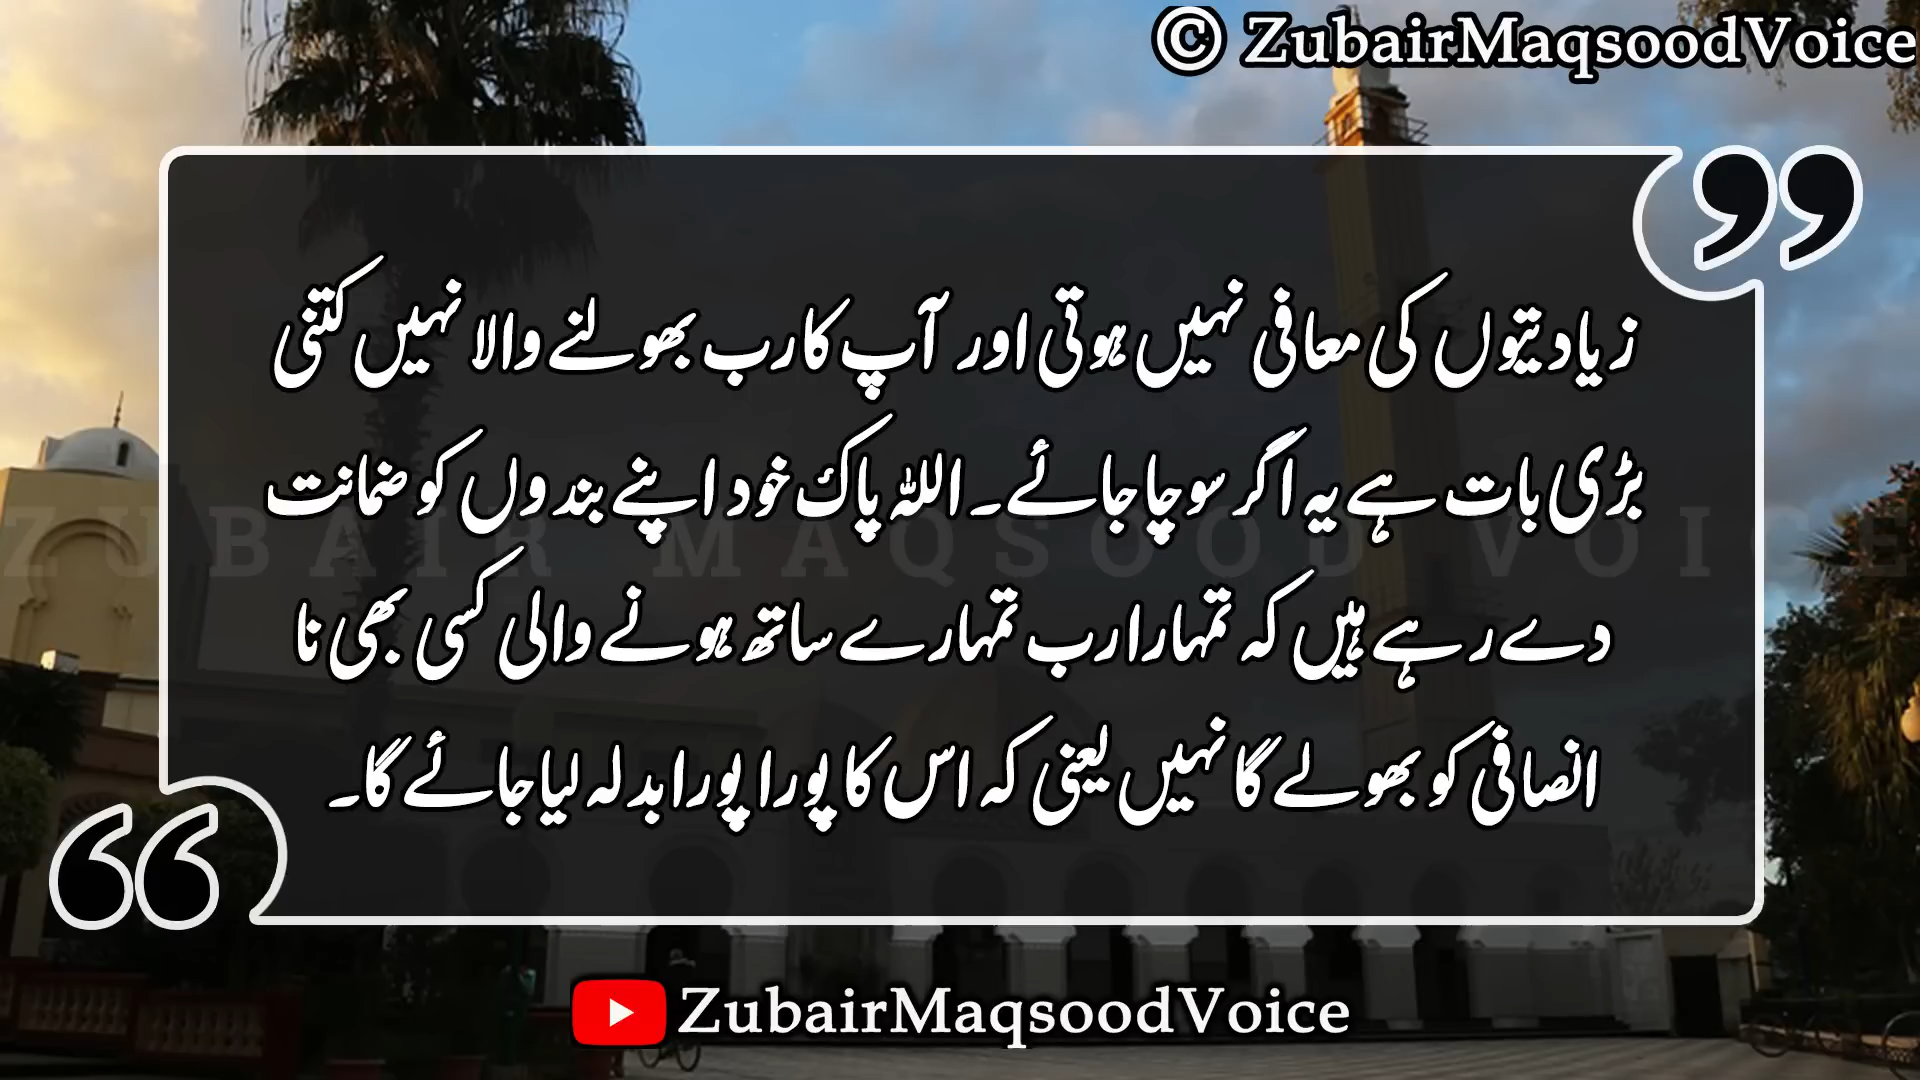 © ZubairMaqsoodVoice
زیادیتوں کی معافی نہیں ہوتی اور آپ کا رب بھولنے والا نہیں کتنی
بڑی بات ہے یہ اگر سوچا جائے۔ اللہ پاک خود اپنے بندوں کو ضمانت
ZUBAIR MAQSOOD VOICE
دے رہے ہیں کہ تمہارا رب تمہارے ساتھ ہونے والی کسی بھی نا
انصافی کو بھولے گا نہیں یعنی کہ اس کا پورا پورا بدلہ لیا جائے گا۔
ZubairMaqsoodVoice